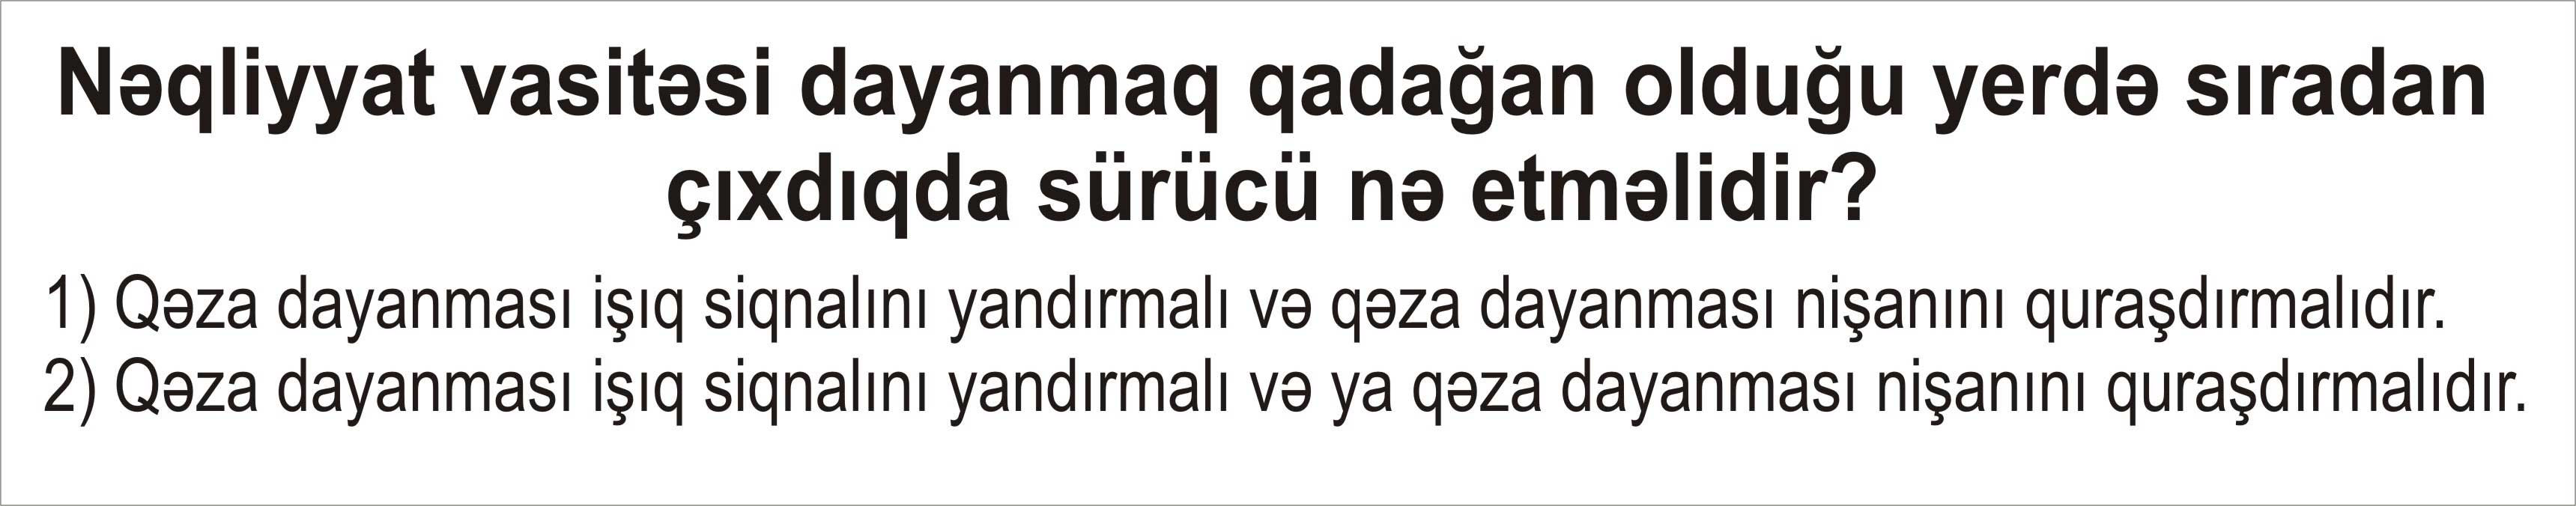 Nəqliyyat vasitəsi dayanmaq qadağan olduğu yerdə sıradan
çıxdıqda sürücü nə etməlidir?
1) Qəza dayanması işıq siqnalını yandırmalı və qəza dayanması nişanını quraşdırmalıdır.
2) Qəza dayanması işıq siqnalını yandırmalı və ya qəza dayanması nişanını quraşdırmalıdır.